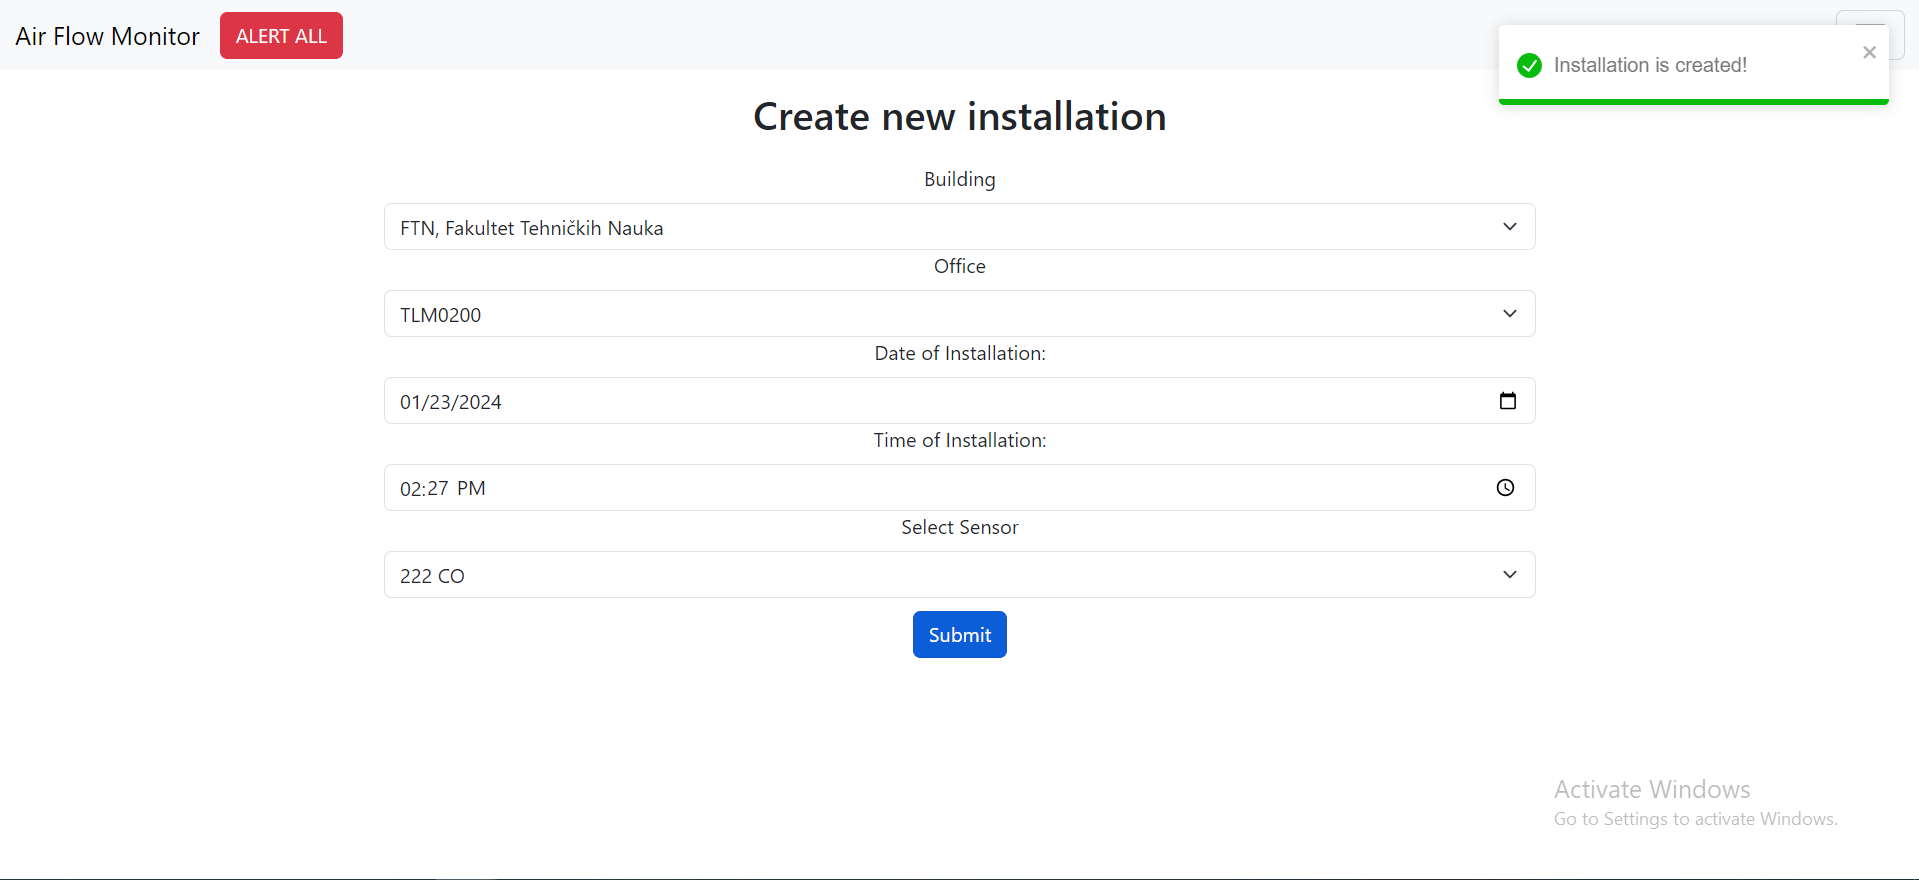 Air Flow Monitor
ALERT ALL
Installation is created!
Create new installation
Building
FTN, Fakultet Tehničkih Nauka
Office
TLM0200
Date of Installation:
01/23/2024
Time of Installation:
02:27 PM
Select Sensor
222 CO
Submit
Activate Windows
Go to Settings to activate Windows.